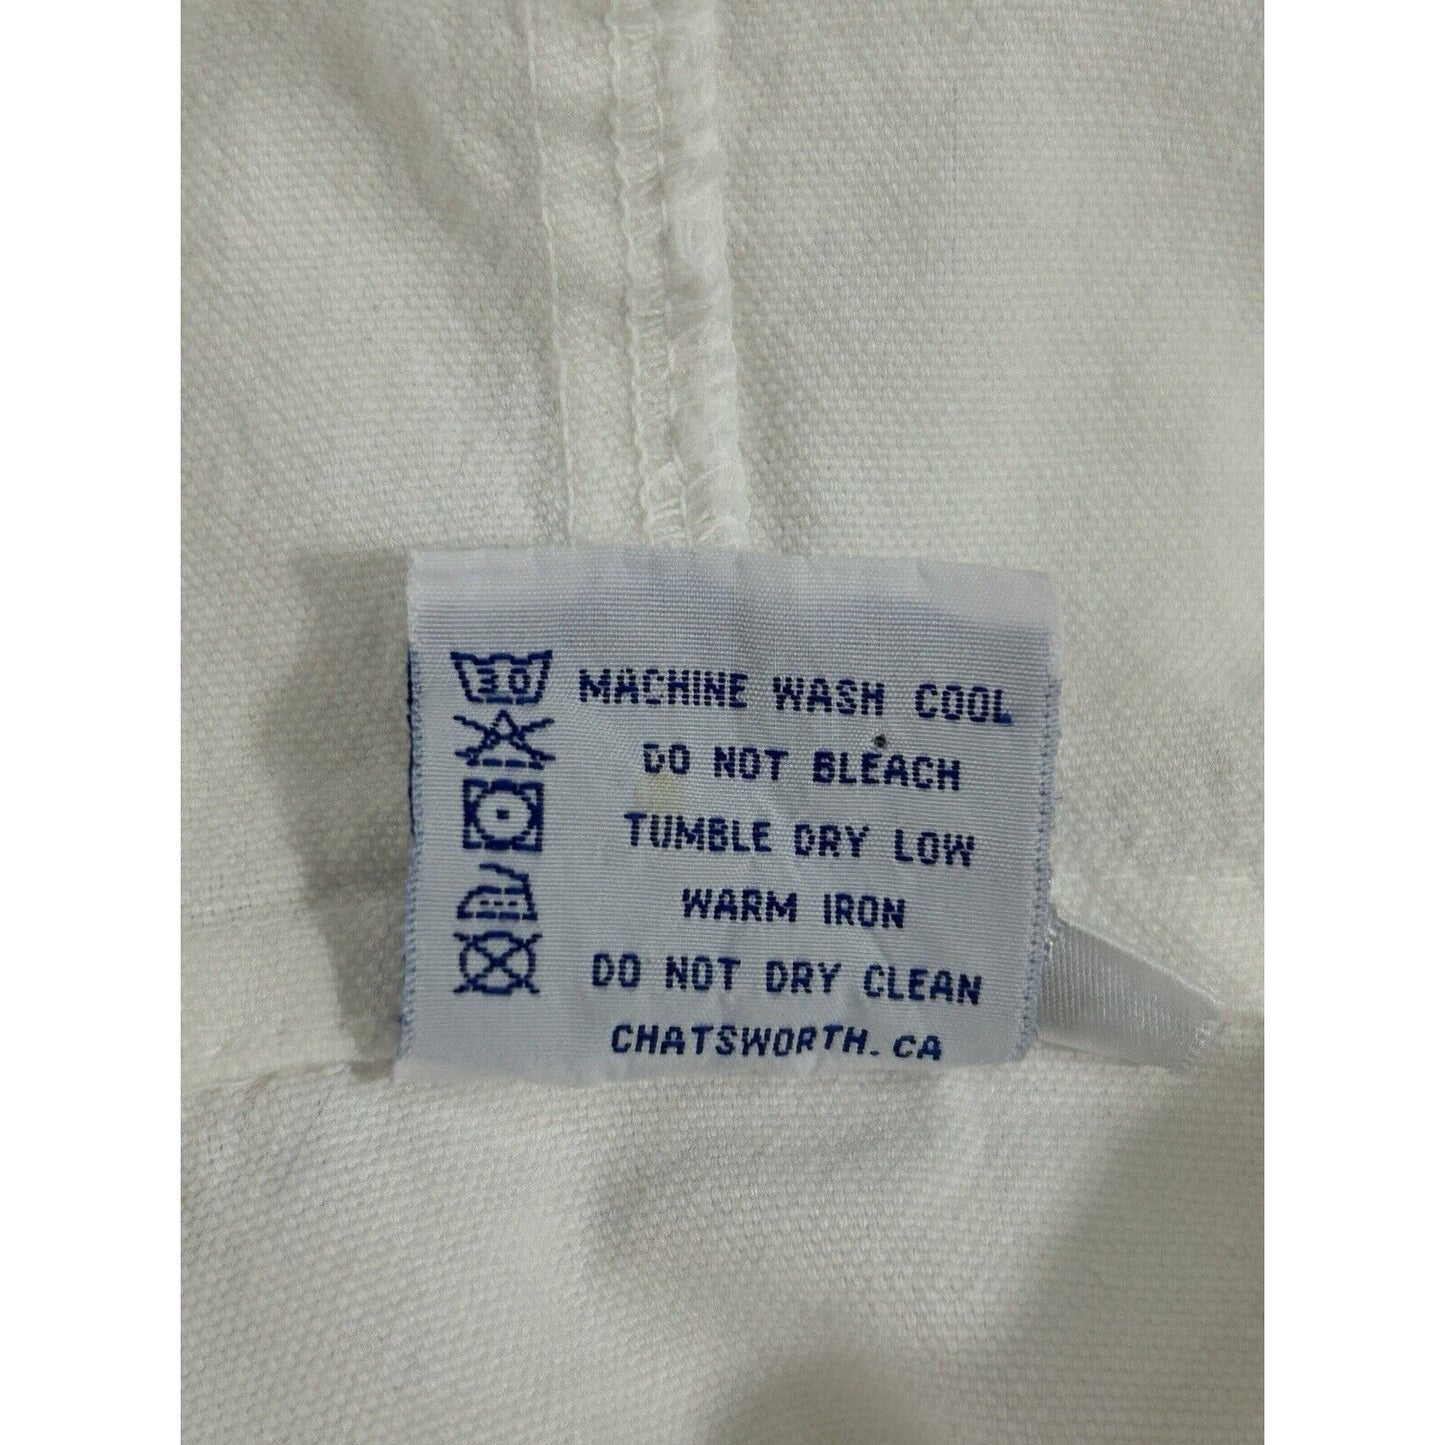 30 MACHINE WASH COOL
DO NOT BLEACH
TUMBLE DRY LOW
WARM IRON
DO NOT DRY CLEAN
CHATSWORTH. CA